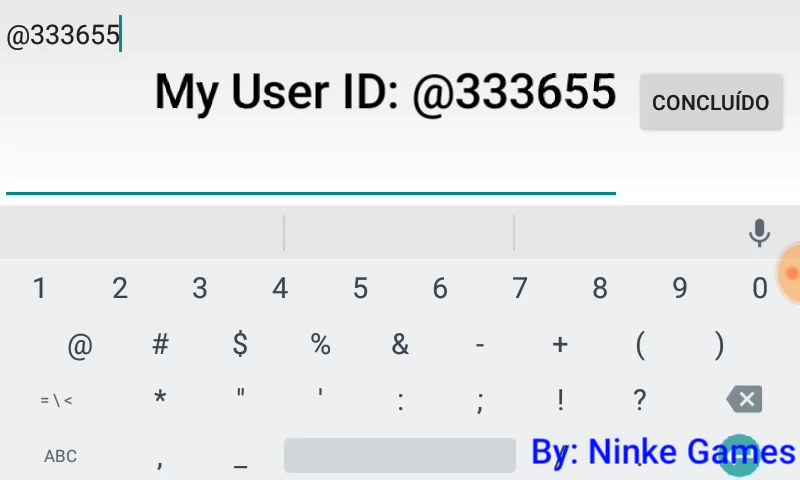 @333655
My User ID: @333655
CONCLUÍDO
1 2 3 4 5 6 7 8 9 0
@ # $ % & - + ( )
= \ < * " ' : ; ! ?
ABC , _ / .
By: Ninke Games